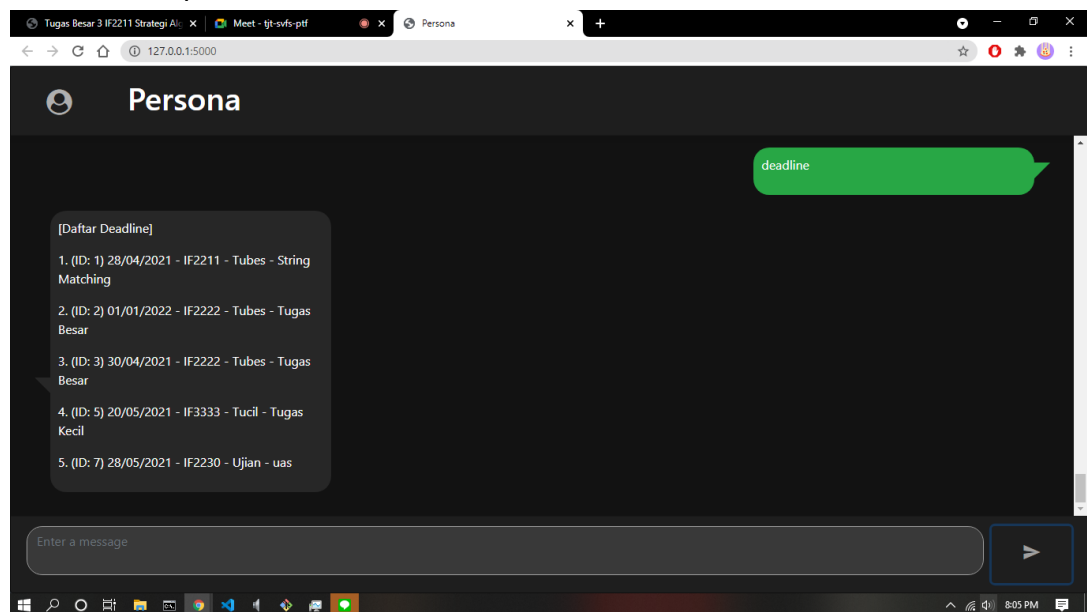 Tugas Besar 3 IF2211 Strategi Alg
Meet - tjt-svfs-ptf
Persona
127.0.0.1:5000
Persona
deadline
[Daftar Deadline]
1. (ID: 1) 28/04/2021 - IF2211 - Tubes - String
Matching
2. (ID: 2) 01/01/2022 - IF2222 - Tubes - Tugas
Besar
3. (ID: 3) 30/04/2021 - IF2222 - Tubes - Tugas
Besar
4. (ID: 5) 20/05/2021 - IF3333 - Tucil - Tugas
Kecil
5. (ID: 7) 28/05/2021 - IF2230 - Ujian - uas
Enter a message
8:05 PM